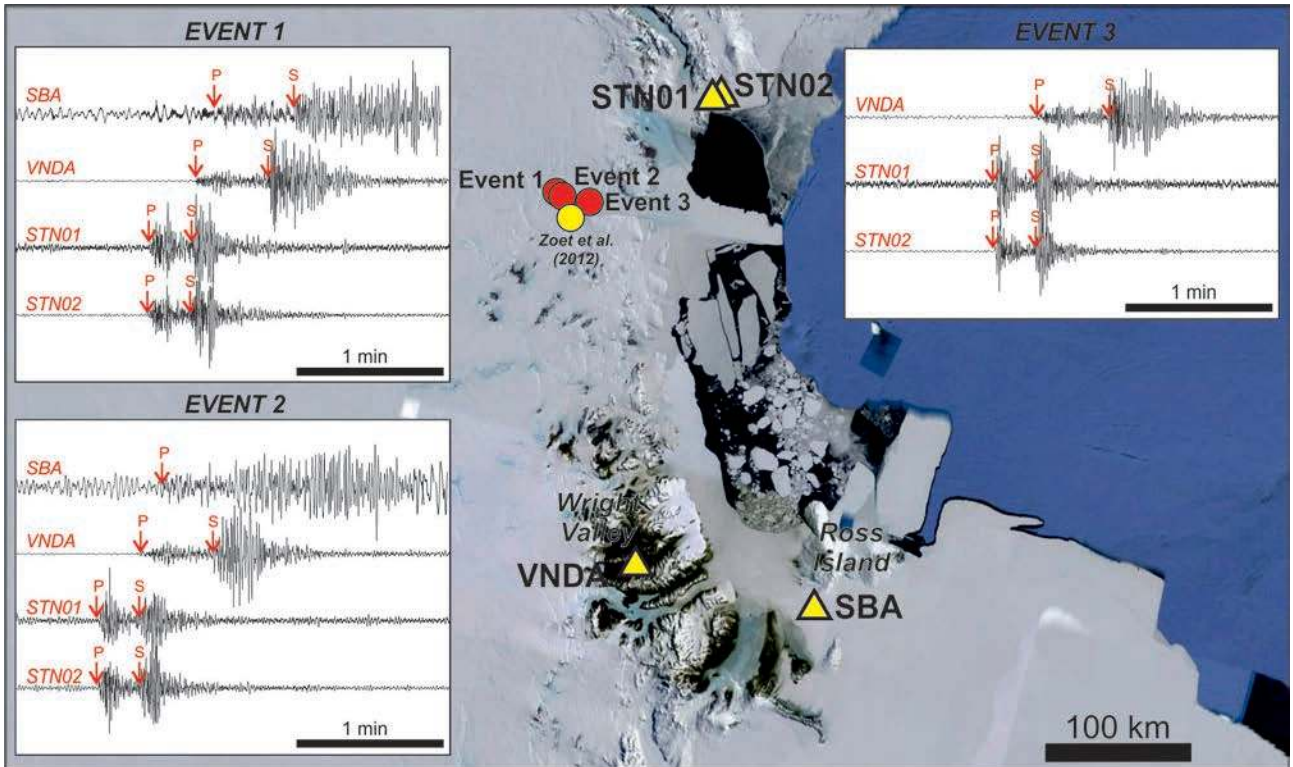 EVENT 1
SBA
P
S
VNDA
P
S
STN01
P
S
STN02
P
S
1 min
EVENT 2
SBA
P
VNDA
P
S
STN01
P
S
STN02
P
S
1 min
EVENT 3
VNDA
P
S
STN01
P
S
STN02
P
S
1 min
STN01
STN02
Event 1
Event 2
Event 3
Zoet et al.
(2012)
Wright
Valley
VNDA
Ross
Island
SBA
100 km